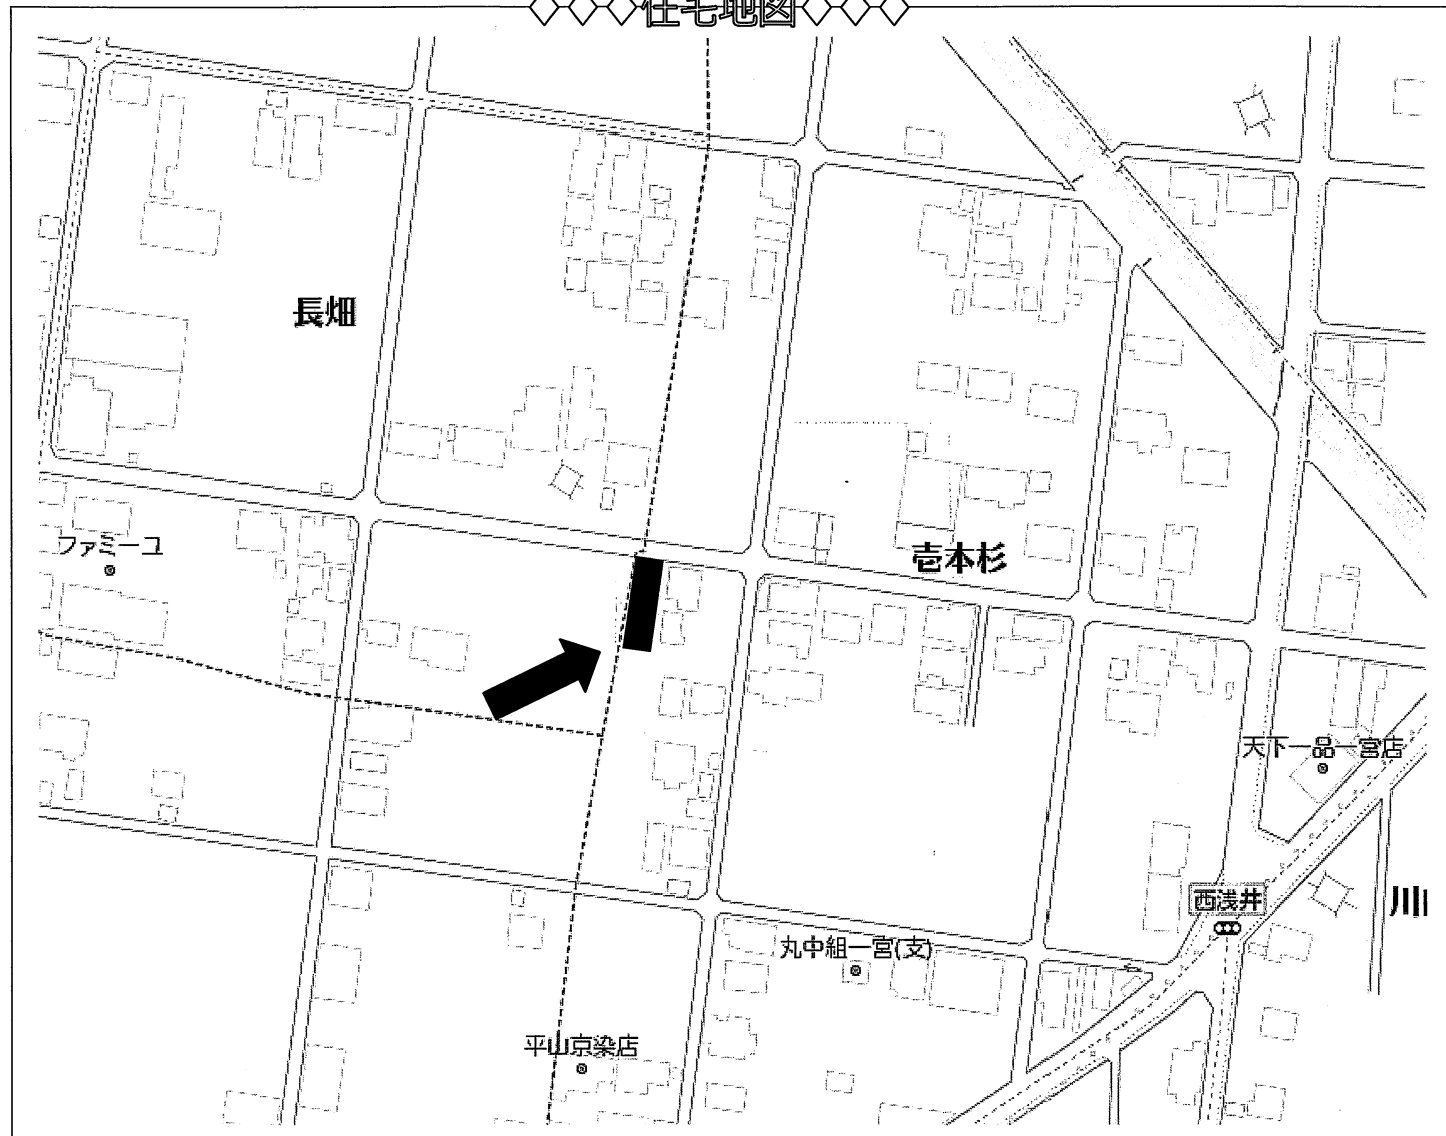 住宅地図
長畑
ファミーユ
壱本杉
天下一品一宮店
西浅井
川
丸中組一宮(支)
平山京染店